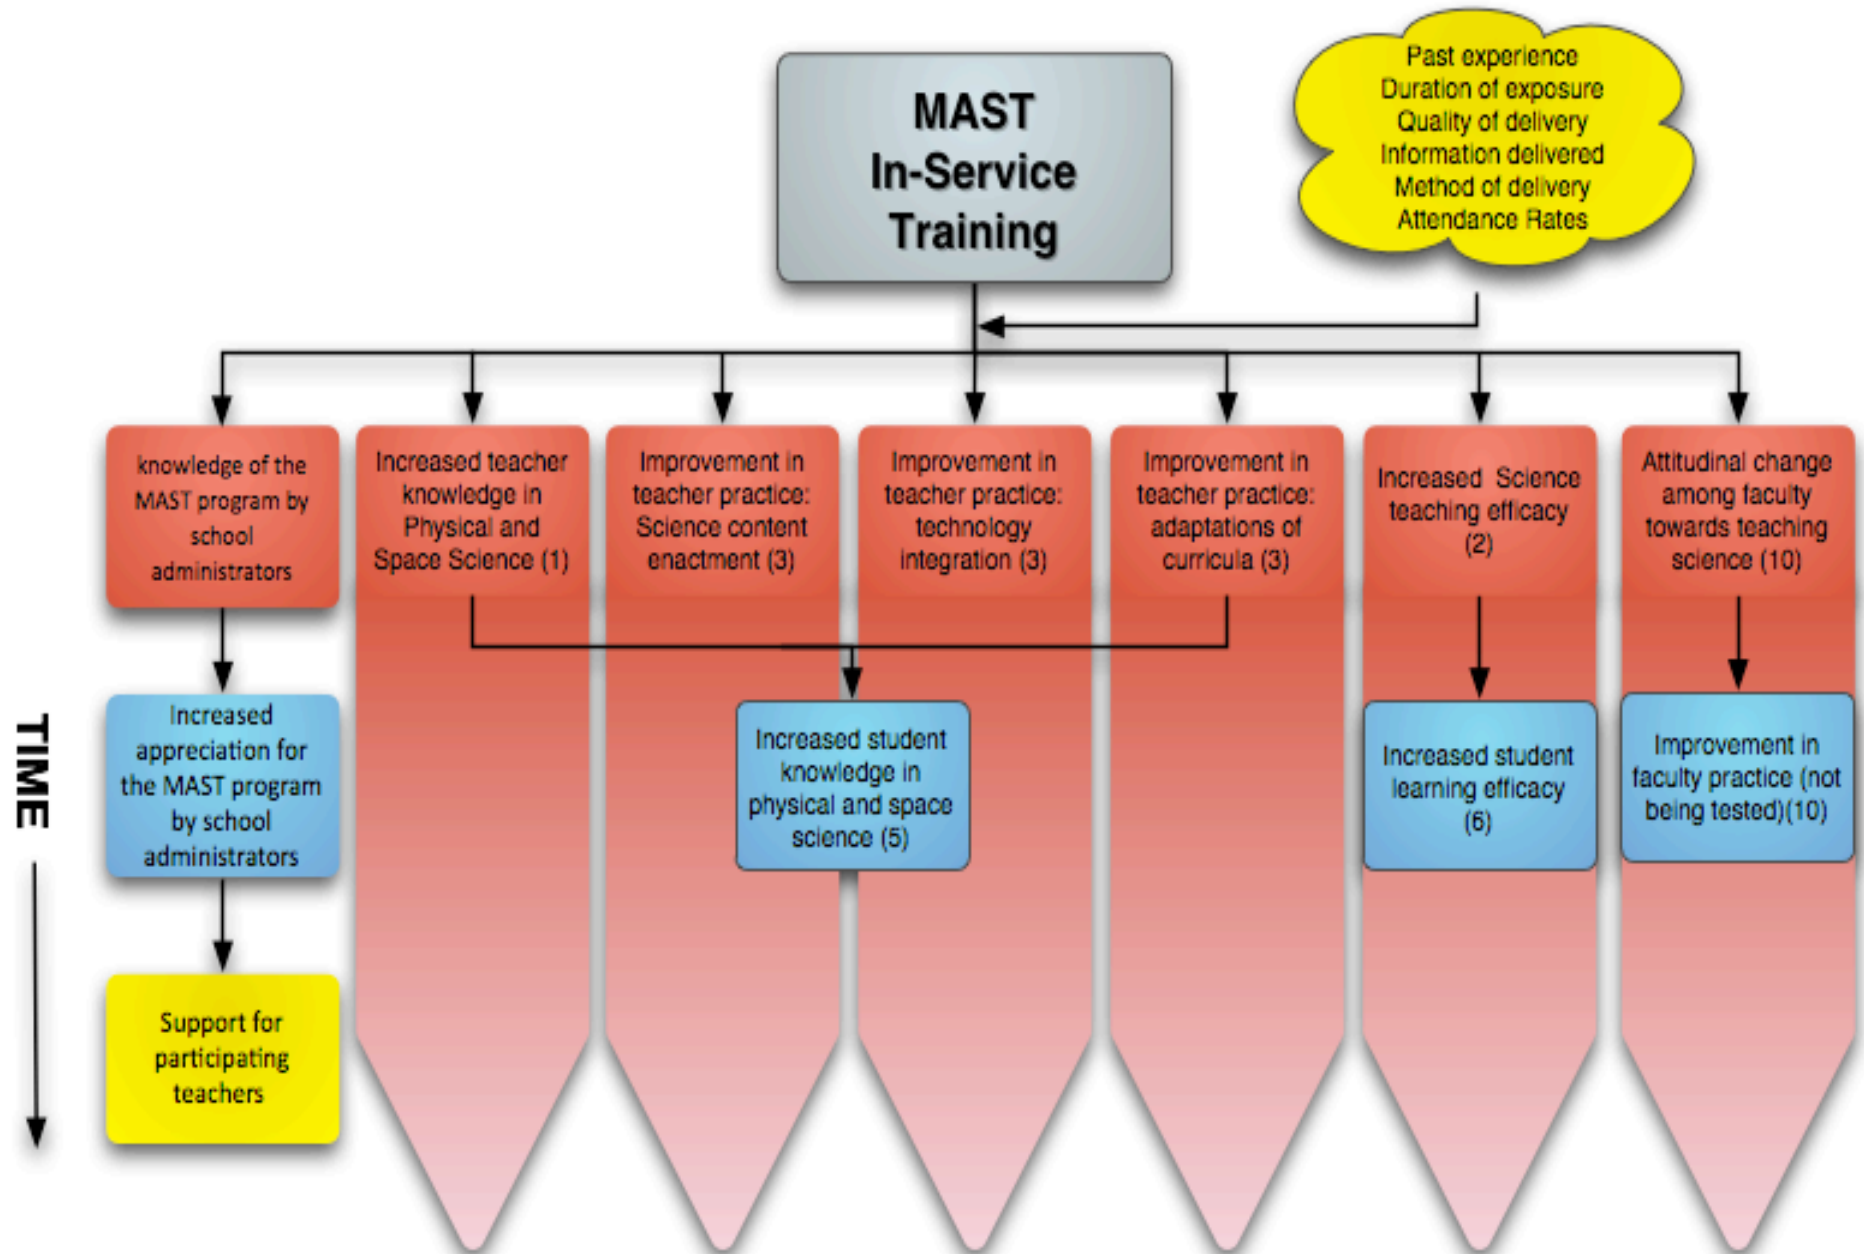 MAST
In-Service
Training
Past experience
Duration of exposure
Quality of delivery
Information delivered
Method of delivery
Attendance Rates
knowledge of the
MAST program by
school
administrators
Increased teacher
knowledge in
Physical and
Space Science (1)
Improvement in
teacher practice:
Science content
enactment (3)
Improvement in
teacher practice:
technology
integration (3)
Improvement in
teacher practice:
adaptations of
curricula (3)
Increased Science
teaching efficacy
(2)
Attitudinal change
among faculty
towards teaching
science (10)
TIME
Increased
appreciation for
the MAST program
by school
administrators
Increased student
knowledge in
physical and space
science (5)
Increased student
learning efficacy
(6)
Improvement in
faculty practice (not
being tested)(10)
Support for
participating
teachers